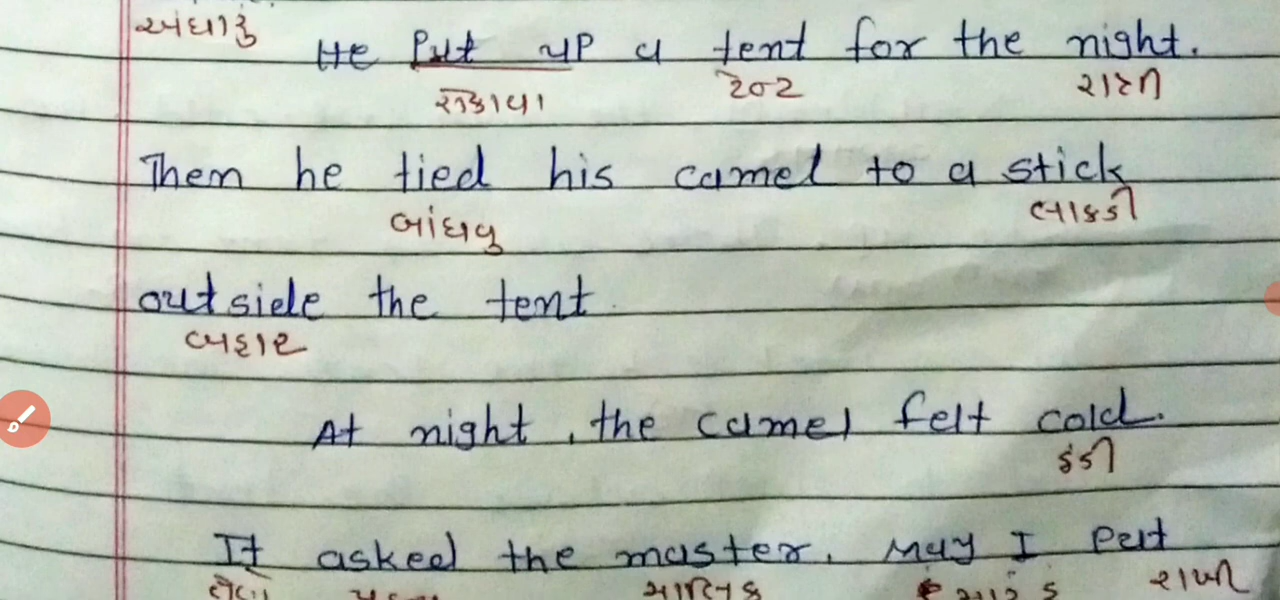 અંધારું
He Put up a tent for the night.
રોકાવા ટેન્ટ રાત્રી
Then he tied his camel to a stick
બાંધવુ લાકડી
outside the tent.
બહાર
At night, the camel felt cold.
ઠંડી
It asked the master, May I Put
માલિક રાખી